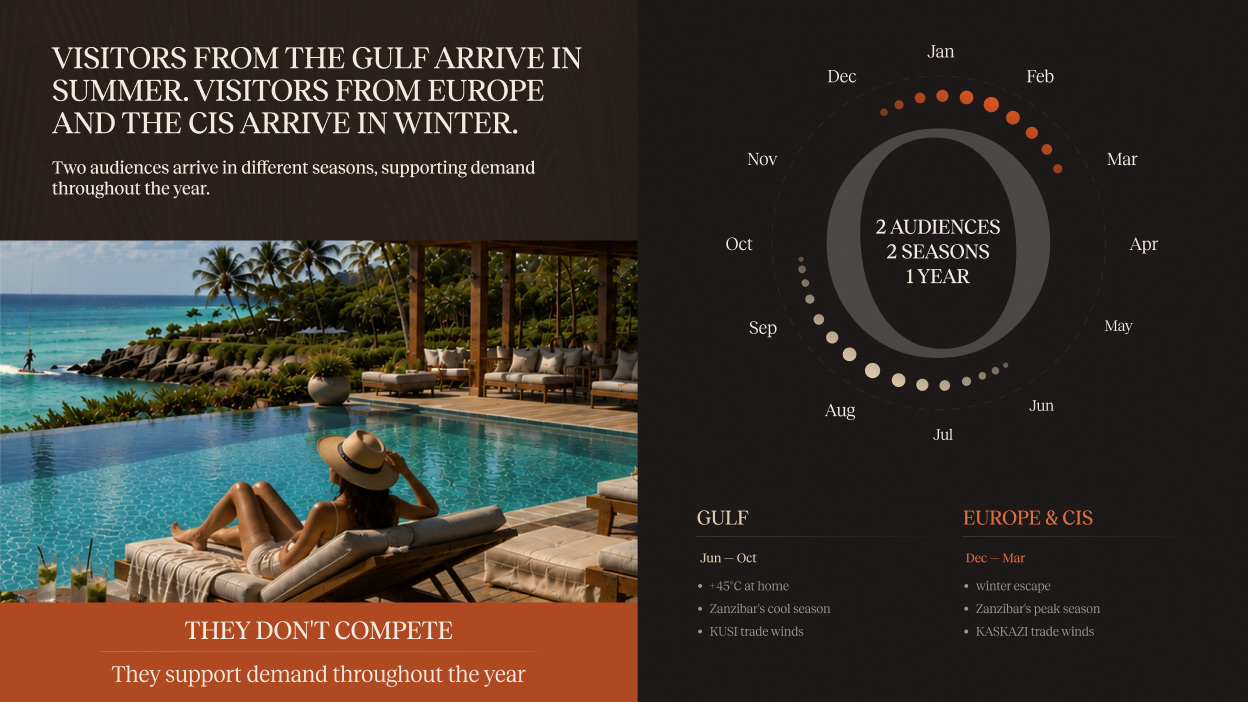 VISITORS FROM THE GULF ARRIVE IN
SUMMER. VISITORS FROM EUROPE
AND THE CIS ARRIVE IN WINTER.
Two audiences arrive in different seasons, supporting demand
throughout the year.
THEY DON'T COMPETE
They support demand throughout the year
Jan
Feb
Mar
Apr
May
Jun
Jul
Aug
Sep
Oct
Nov
Dec
2 AUDIENCES
2 SEASONS
1 YEAR
GULF
Jun — Oct
• +45°C at home
• Zanzibar's cool season
• KUSI trade winds
EUROPE & CIS
Dec — Mar
• winter escape
• Zanzibar's peak season
• KASKAZI trade winds